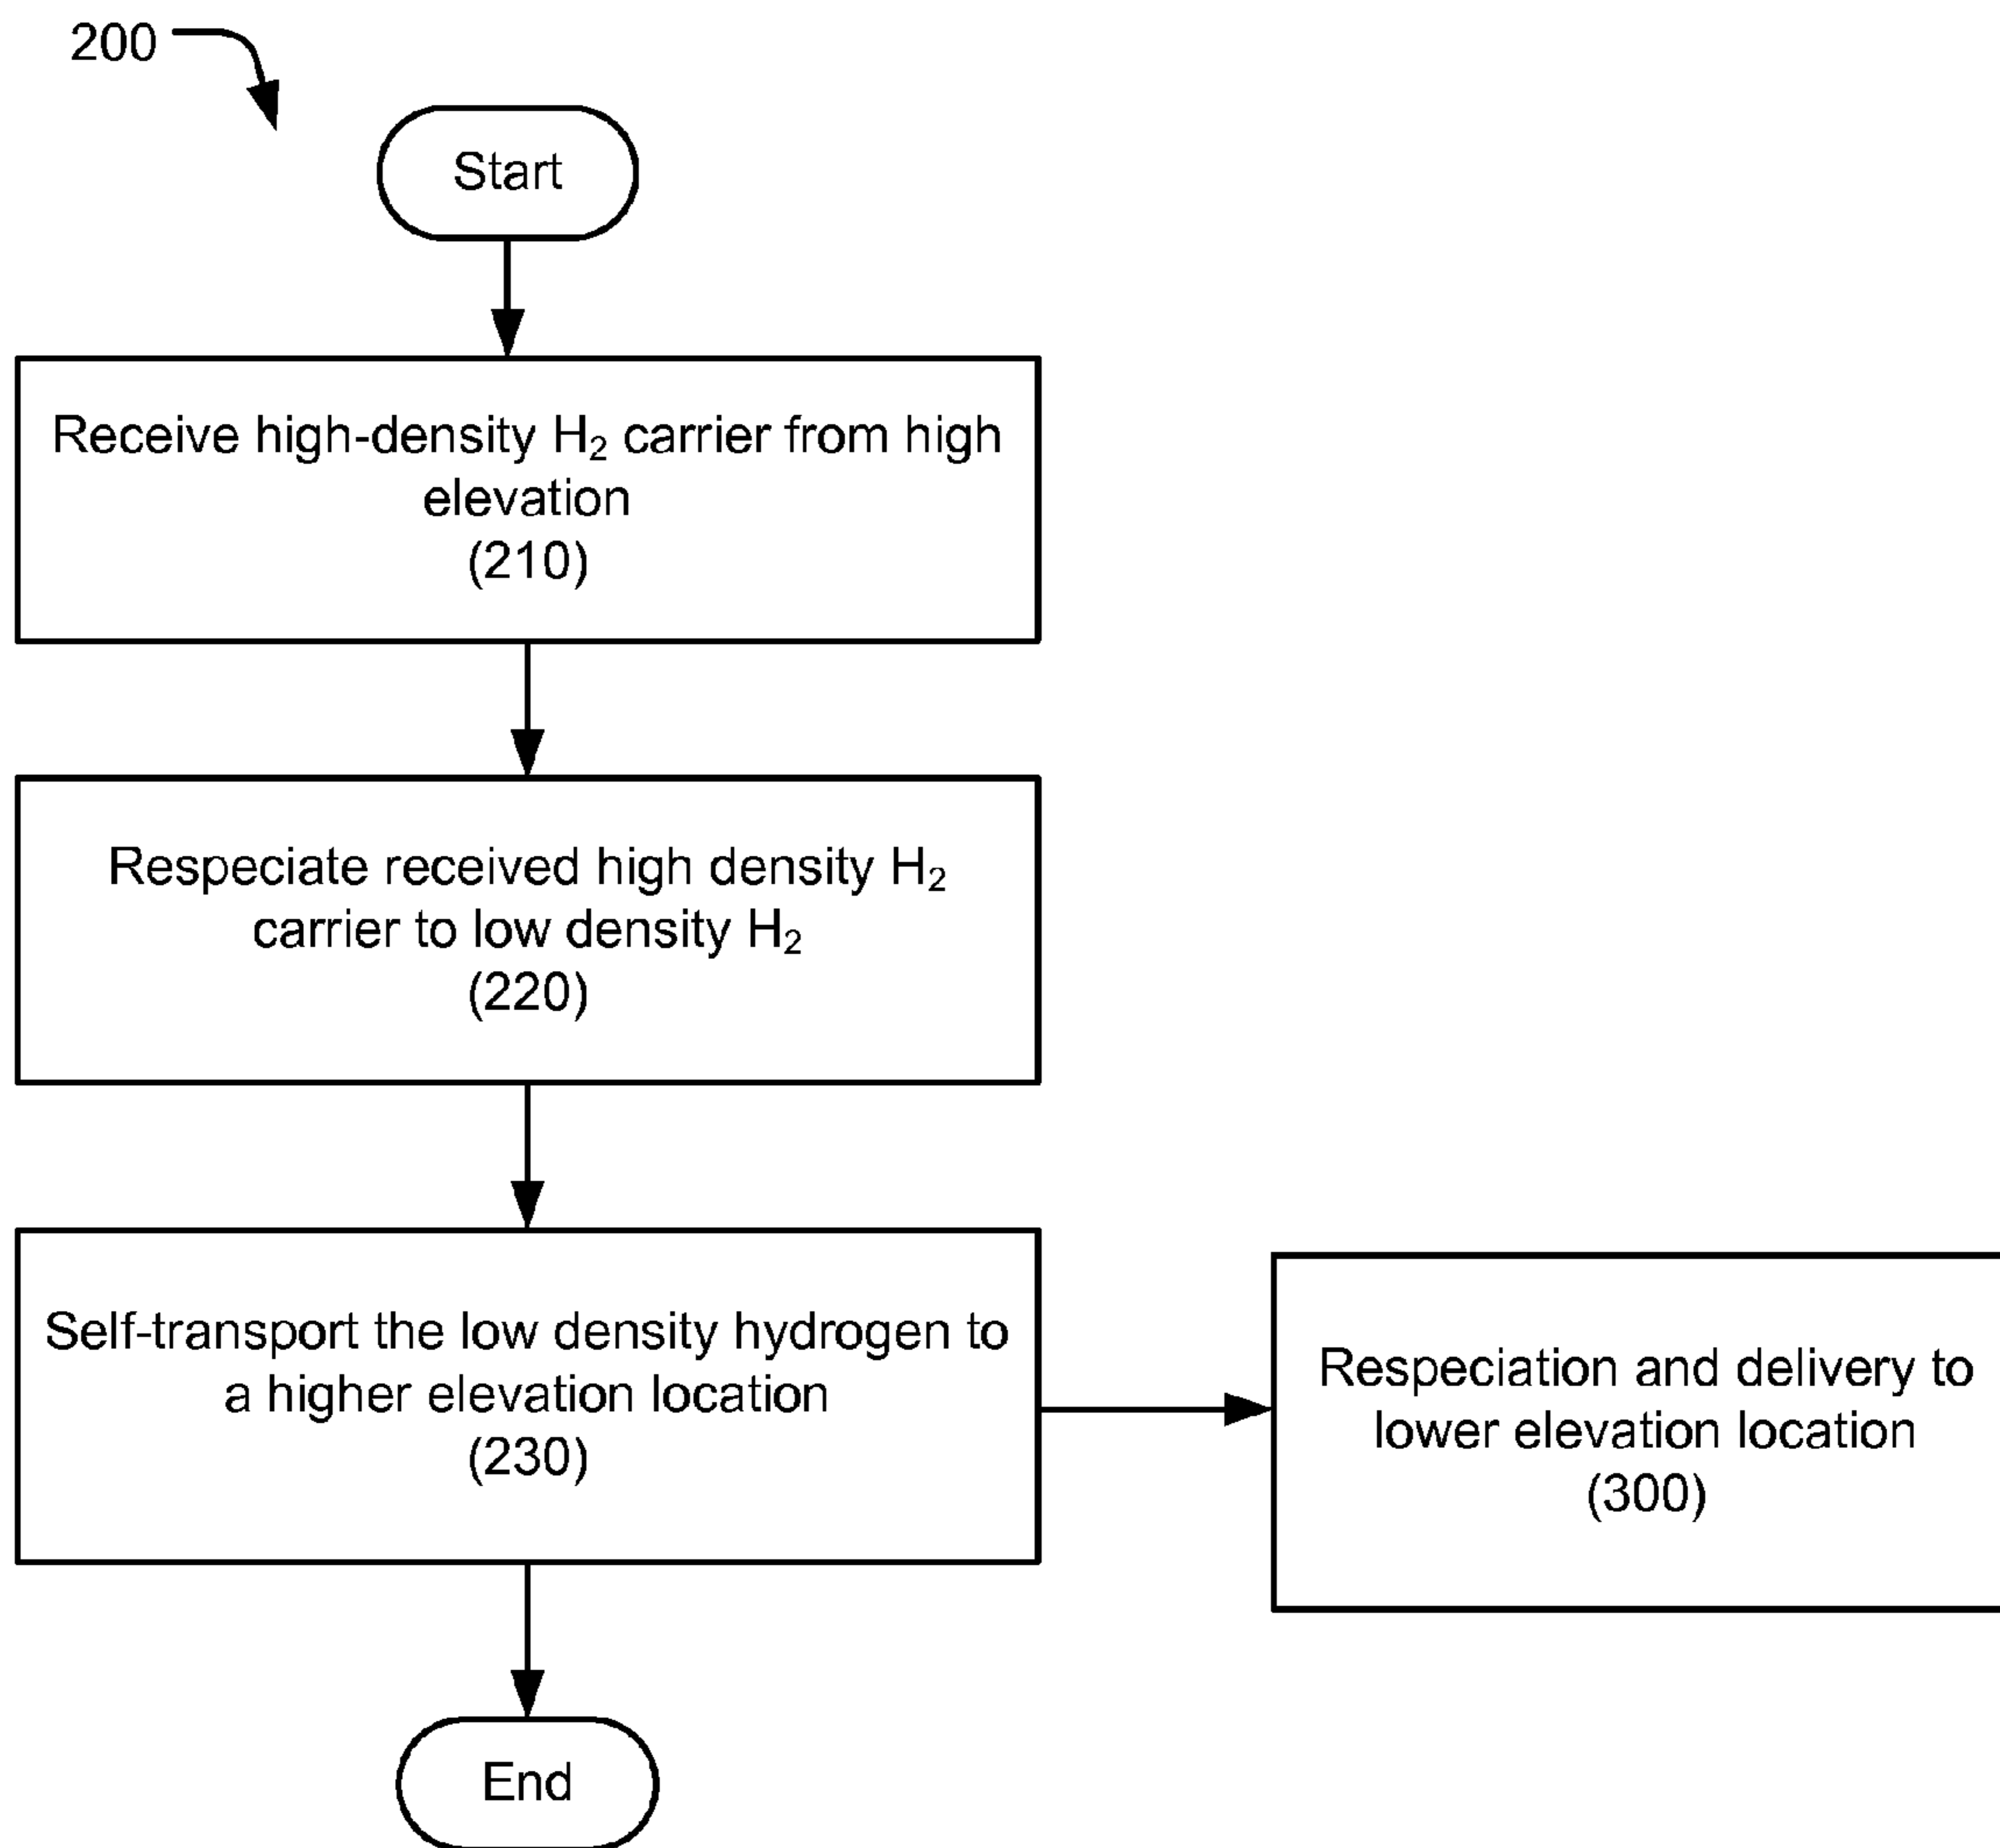 200
Start
Receive high-density H₂ carrier from high
elevation
(210)
Respeciate received high density H₂
carrier to low density H₂
(220)
Self-transport the low density hydrogen to
a higher elevation location
(230)
Respeciation and delivery to
lower elevation location
(300)
End